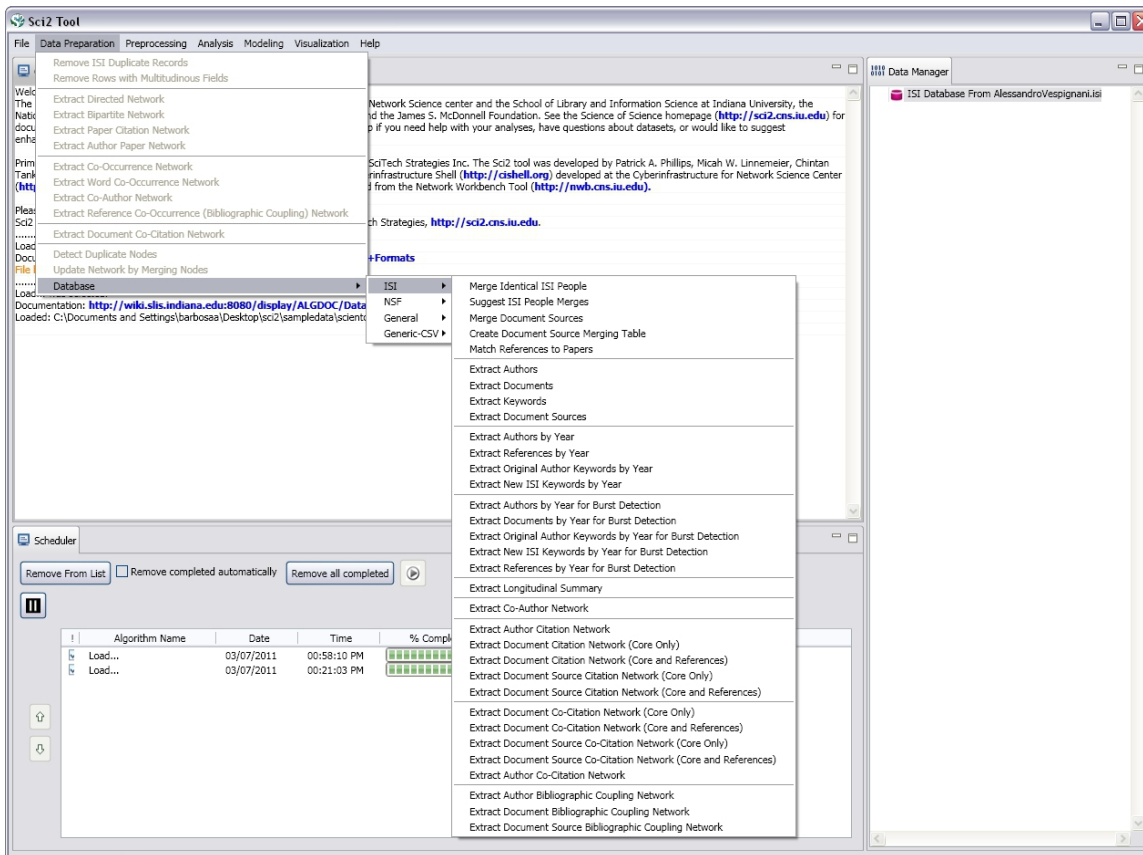 Sci2 Tool
File Data Preparation Preprocessing Analysis Modeling Visualization Help
Remove ISI Duplicate Records
Remove Rows with Multitudinous Fields
Extract Directed Network
Extract Bipartite Network
Extract Paper Citation Network
Extract Author Paper Network
Extract Co-Occurrence Network
Extract Word Co-Occurrence Network
Extract Co-Author Network
Extract Reference Co-Occurrence (Bibliographic Coupling) Network
Extract Document Co-Citation Network
Detect Duplicate Nodes
Update Network by Merging Nodes
Database
Welc
The Network Science center and the School of Library and Information Science at Indiana University, the
Natio nd the James S. McDonnell Foundation. See the Science of Science homepage (http://sci2.cns.iu.edu) for
docu p if you need help with your analyses, have questions about datasets, or would like to suggest
enha
Prim SciTech Strategies Inc. The Sci2 tool was developed by Patrick A. Phillips, Micah W. Linnemeier, Chintan
Tank rinfrastructure Shell (http://cishell.org) developed at the Cyberinfrastructure for Network Science Center
(http d from the Network Workbench Tool (http://nwb.cns.iu.edu).
Pleas
Sci2 ch Strategies, http://sci2.cns.iu.edu.
........
Load
Docu +Formats
File l
........
Documentation: http://wiki.slis.indiana.edu:8080/display/ALGDOC/Data
Loaded: C:\Documents and Settings\barbosaa\Desktop\sci2\sampledata\sciento
ISI
NSF
General
Generic-CSV
Merge Identical ISI People
Suggest ISI People Merges
Merge Document Sources
Create Document Source Merging Table
Match References to Papers
Extract Authors
Extract Documents
Extract Keywords
Extract Document Sources
Extract Authors by Year
Extract References by Year
Extract Original Author Keywords by Year
Extract New ISI Keywords by Year
Extract Authors by Year for Burst Detection
Extract Documents by Year for Burst Detection
Extract Original Author Keywords by Year for Burst Detection
Extract New ISI Keywords by Year for Burst Detection
Extract References by Year for Burst Detection
Extract Longitudinal Summary
Extract Co-Author Network
Extract Author Citation Network
Extract Document Citation Network (Core Only)
Extract Document Citation Network (Core and References)
Extract Document Source Citation Network (Core Only)
Extract Document Source Citation Network (Core and References)
Extract Document Co-Citation Network (Core Only)
Extract Document Co-Citation Network (Core and References)
Extract Document Source Co-Citation Network (Core Only)
Extract Document Source Co-Citation Network (Core and References)
Extract Author Co-Citation Network
Extract Author Bibliographic Coupling Network
Extract Document Bibliographic Coupling Network
Extract Document Source Bibliographic Coupling Network
Scheduler
Remove From List Remove completed automatically Remove all completed
! Algorithm Name Date Time % Compl
Load... 03/07/2011 00:58:10 PM
Load... 03/07/2011 00:21:03 PM
1010 0101 Data Manager
ISI Database From AlessandroVespignani.isi